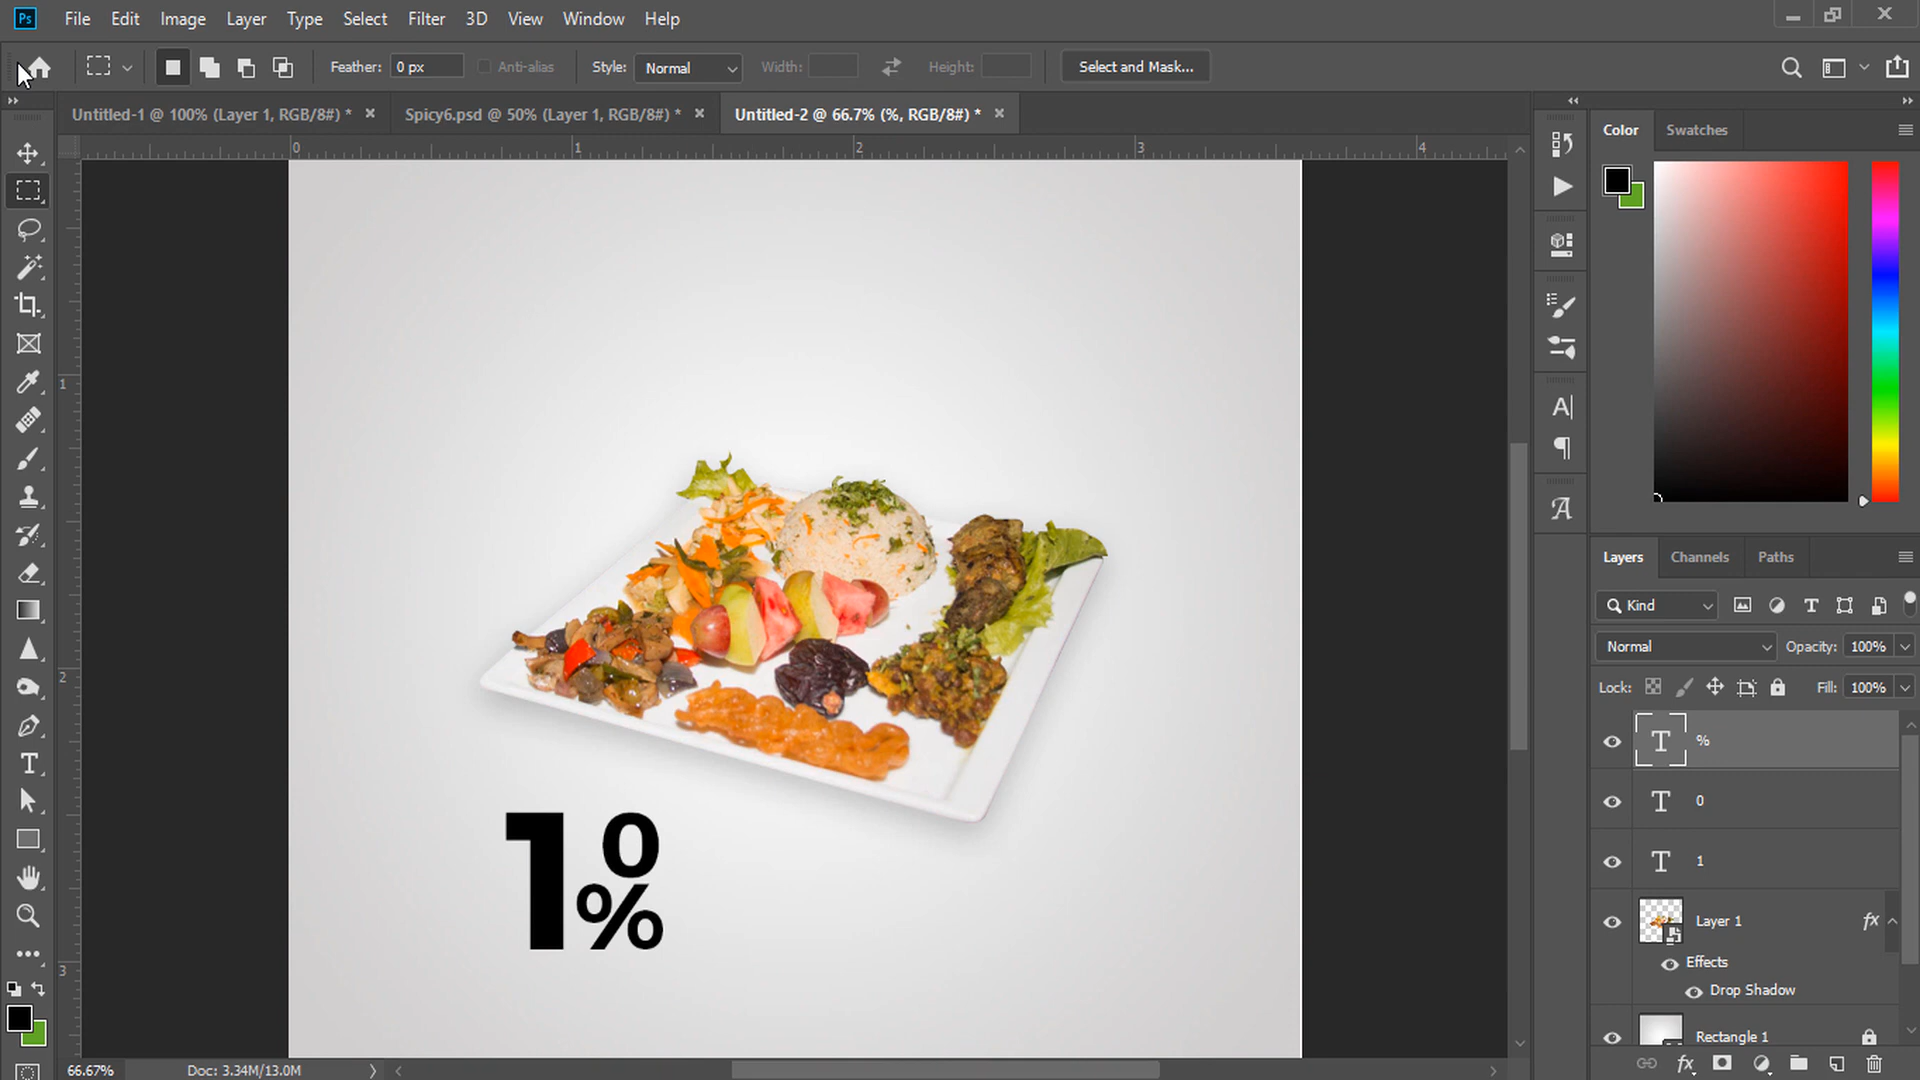 Ps File Edit Image Layer Type Select Filter 3D View Window Help
Feather: 0 px Anti-alias Style: Normal Width: Height: Select and Mask...
Untitled-1 @ 100% (Layer 1, RGB/8#) * Spicy6.psd @ 50% (Layer 1, RGB/8#) * Untitled-2 @ 66.7% (%, RGB/8#) *
0 1 2 3 4
1
2
3
10
%
Color Swatches
Layers Channels Paths
Kind
Normal Opacity: 100%
Lock: Fill: 100%
%
0
1
Layer 1 fx
Effects
Drop Shadow
Rectangle 1
66.67% Doc: 3.34M/13.0M